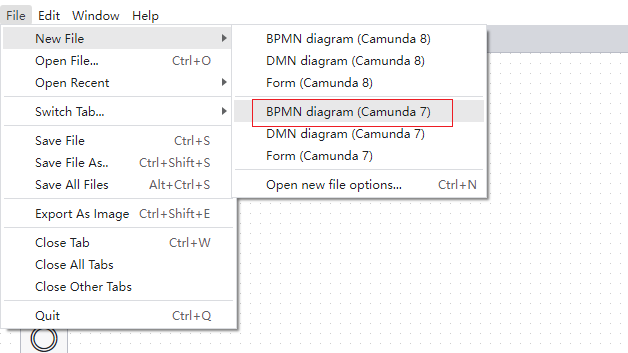 File Edit Window Help
New File
Open File... Ctrl+O
Open Recent
Switch Tab...
Save File Ctrl+S
Save File As.. Ctrl+Shift+S
Save All Files Alt+Ctrl+S
Export As Image Ctrl+Shift+E
Close Tab Ctrl+W
Close All Tabs
Close Other Tabs
Quit Ctrl+Q
BPMN diagram (Camunda 8)
DMN diagram (Camunda 8)
Form (Camunda 8)
BPMN diagram (Camunda 7)
DMN diagram (Camunda 7)
Form (Camunda 7)
Open new file options... Ctrl+N